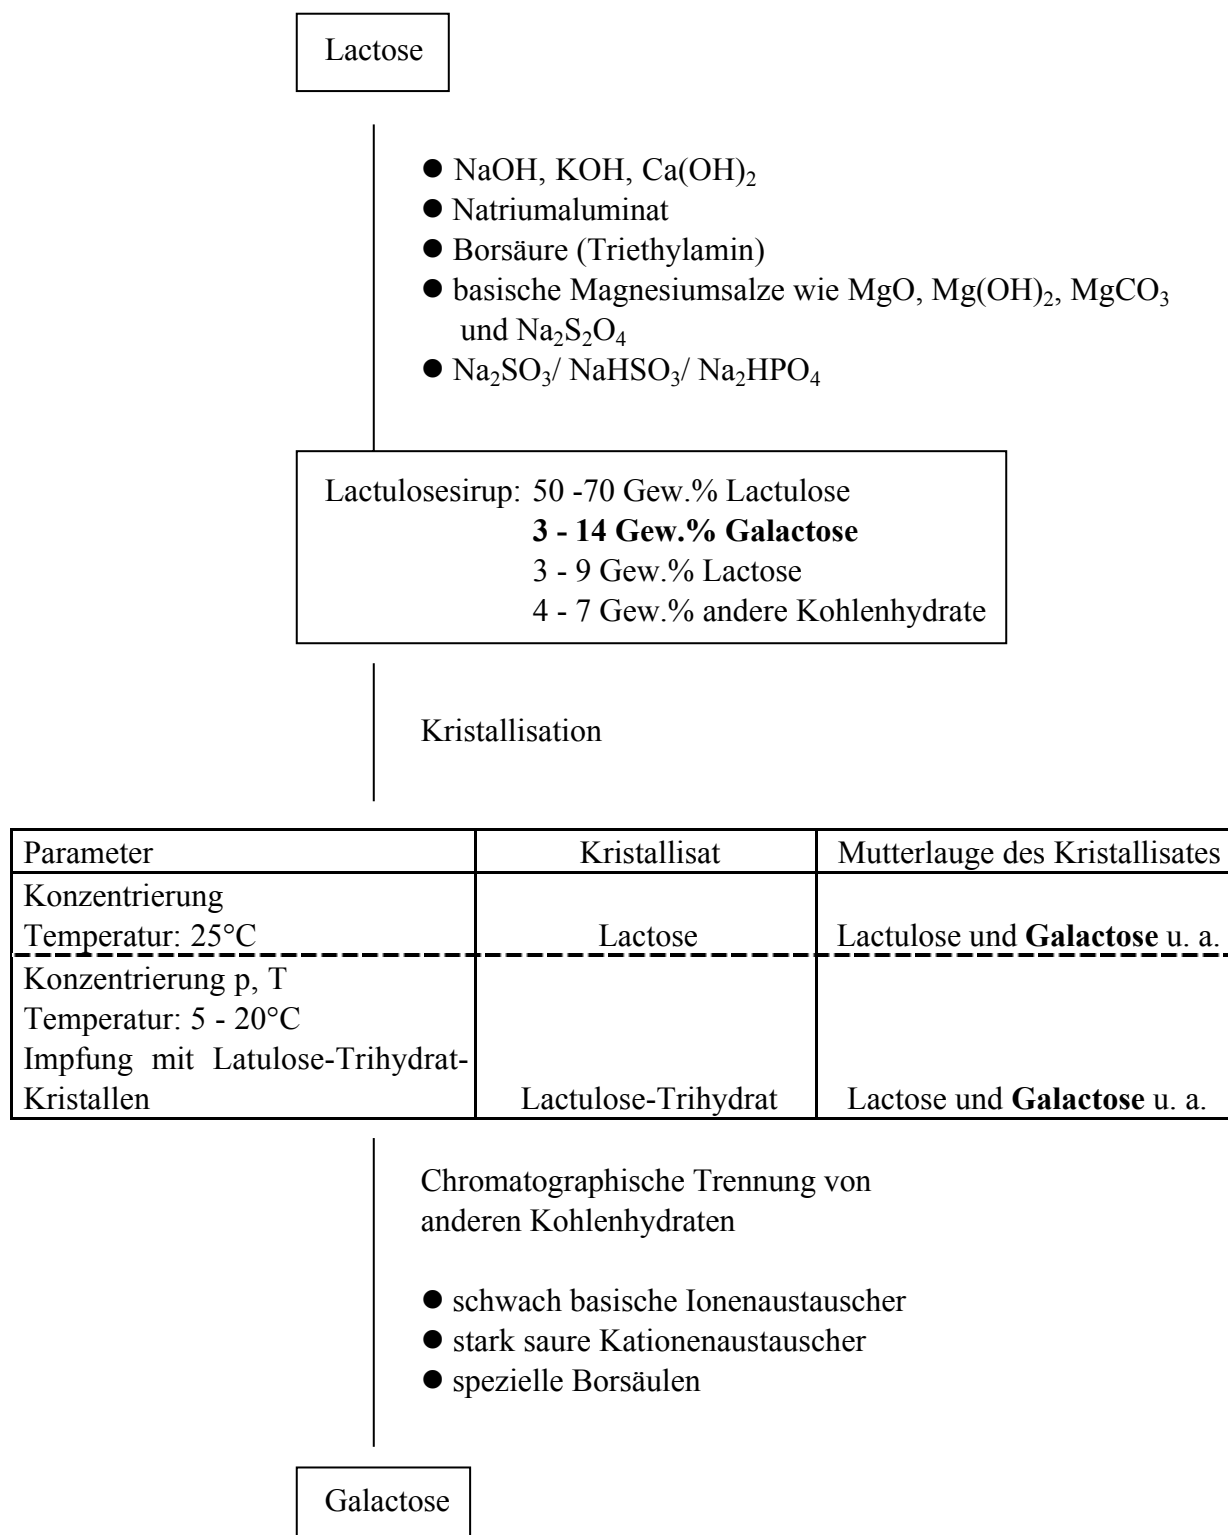 Lactose
● NaOH, KOH, Ca(OH)₂
● Natriumaluminat
● Borsäure (Triethylamin)
● basische Magnesiumsalze wie MgO, Mg(OH)₂, MgCO₃
und Na₂S₂O₄
● Na₂SO₃/ NaHSO₃/ Na₂HPO₄
Lactulosesirup: 50 -70 Gew.% Lactulose
3 - 14 Gew.% Galactose
3 - 9 Gew.% Lactose
4 - 7 Gew.% andere Kohlenhydrate
Kristallisation
Parameter Kristallisat Mutterlauge des Kristallisates
Konzentrierung
Temperatur: 25°C Lactose Lactulose und Galactose u. a.
Konzentrierung p, T
Temperatur: 5 - 20°C
Impfung mit Latulose-Trihydrat-
Kristallen Lactulose-Trihydrat Lactose und Galactose u. a.
Chromatographische Trennung von
anderen Kohlenhydraten
● schwach basische Ionenaustauscher
● stark saure Kationenaustauscher
● spezielle Borsäulen
Galactose